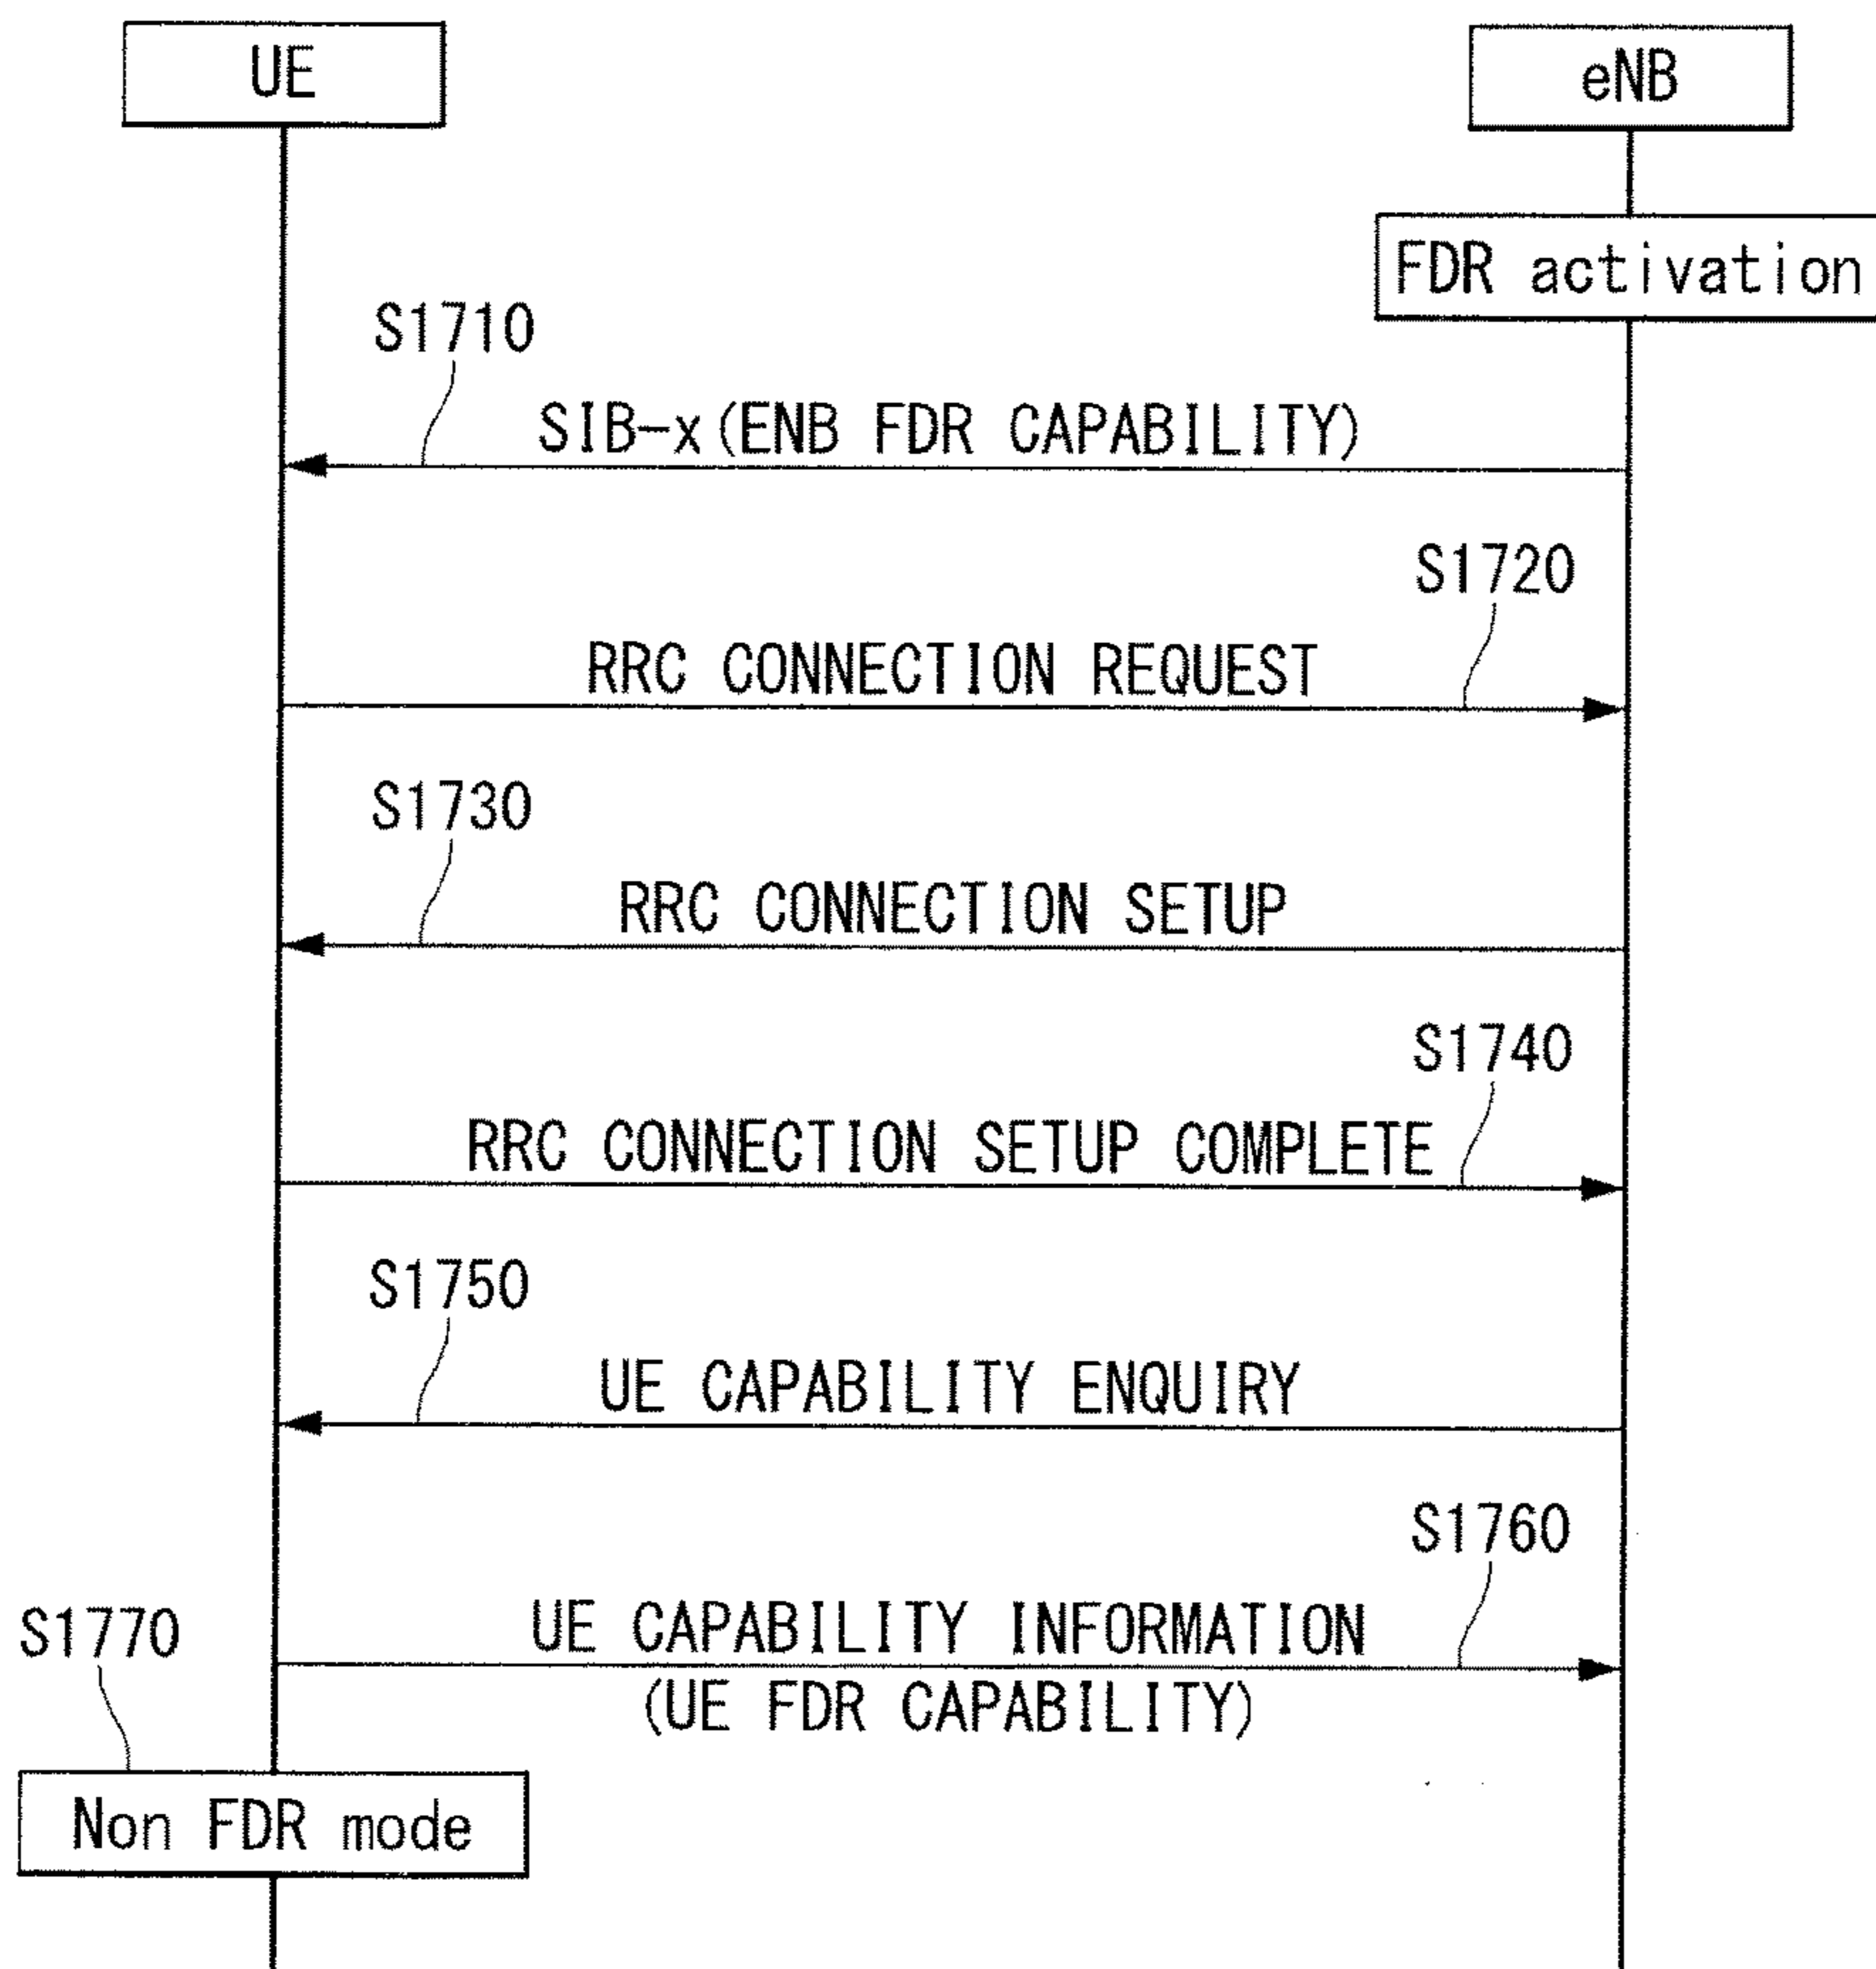 UE
eNB
FDR activation
S1710
SIB-x(ENB FDR CAPABILITY)
S1720
RRC CONNECTION REQUEST
S1730
RRC CONNECTION SETUP
S1740
RRC CONNECTION SETUP COMPLETE
S1750
UE CAPABILITY ENQUIRY
S1760
UE CAPABILITY INFORMATION
(UE FDR CAPABILITY)
S1770
Non FDR mode